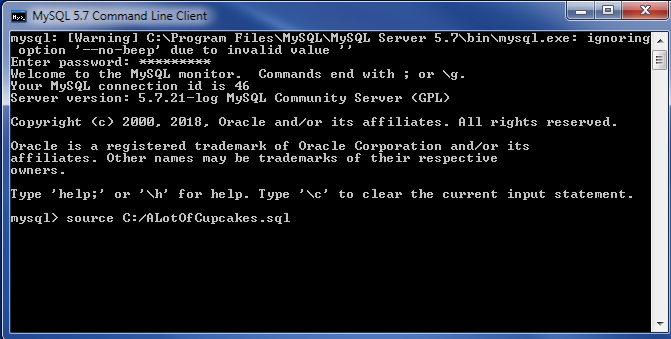 MySQL 5.7 Command Line Client
mysql: [Warning] C:\Program Files\MySQL\MySQL Server 5.7\bin\mysql.exe: ignoring
option '--no-beep' due to invalid value ''
Enter password: *********
Welcome to the MySQL monitor.  Commands end with ; or \g.
Your MySQL connection id is 46
Server version: 5.7.21-log MySQL Community Server (GPL)
Copyright (c) 2000, 2018, Oracle and/or its affiliates. All rights reserved.
Oracle is a registered trademark of Oracle Corporation and/or its
affiliates. Other names may be trademarks of their respective
owners.
Type 'help;' or '\h' for help. Type '\c' to clear the current input statement.
mysql> source C:/ALotOfCupcakes.sql